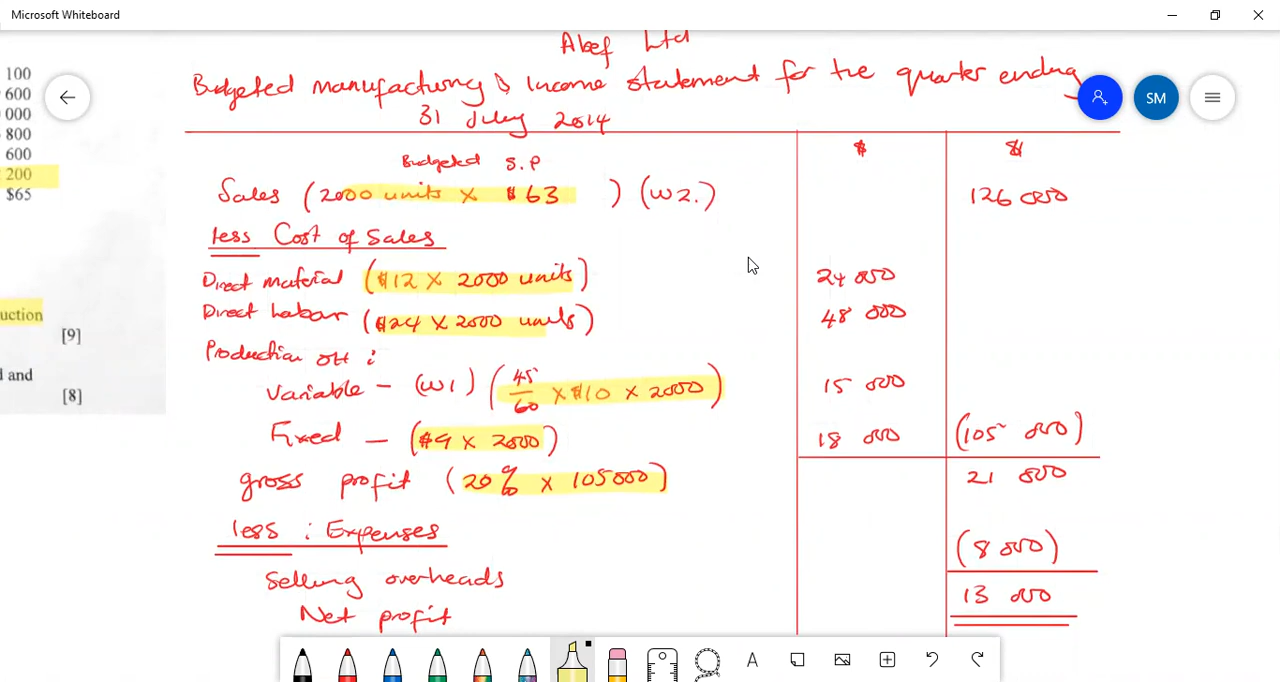 Microsoft Whiteboard
100
600
000
800
600
200
$65
uction
[9]
d and
[8]
SM
Abef Ltd
Budgeted manufacturing & Income statement for the quarter ending
31 July 2014
$ $
Budgeted S.P
Sales (2000 units x $63) (W2.) 126 000
less Cost of Sales
Direct material ($12 x 2000 units) 24 000
Direct Labor ($24 x 2000 units) 48 000
Production OH :
Variable - (W1) (45/60 x $10 x 2000) 15 000
Fixed - ($9 x 2000) 18 000 (105 000)
gross profit (20% x 105000) 21 000
less : Expenses
Selling overheads (8 000)
Net profit 13 000